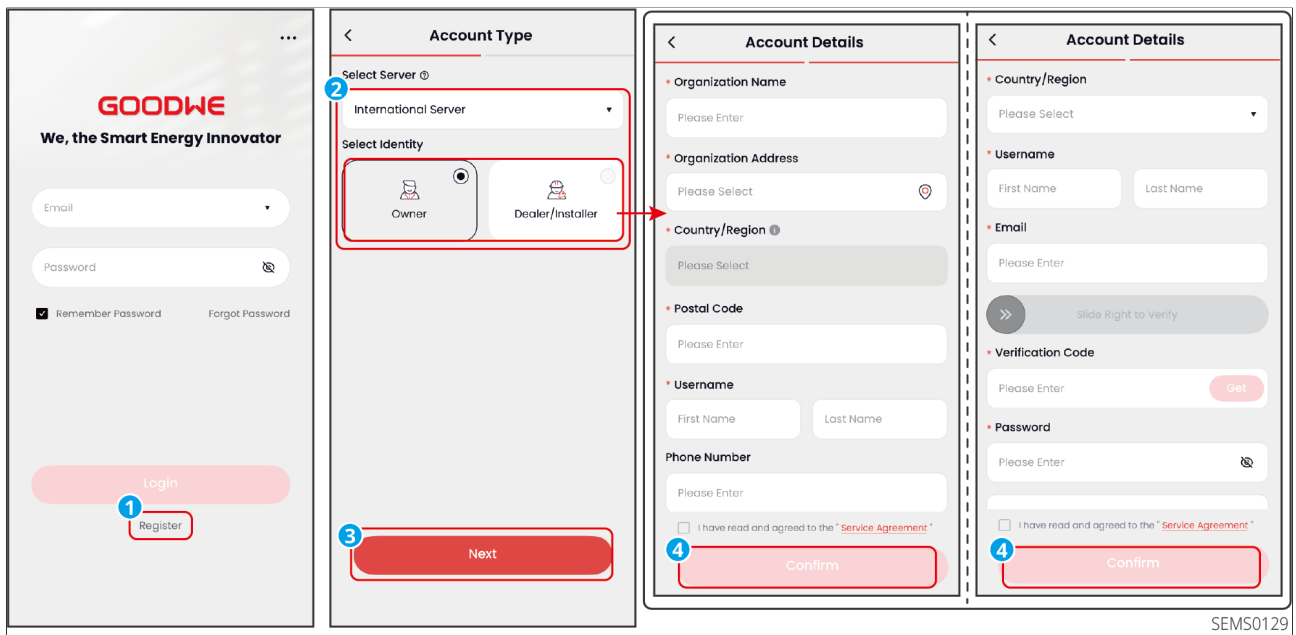 GOODWE
We, the Smart Energy Innovator
Email
Password
Remember Password
Forgot Password
Login
1
Register
Account Type
Select Server
2
International Server
Select Identity
Owner
Dealer/Installer
3
Next
Account Details
* Organization Name
Please Enter
* Organization Address
Please Select
* Country/Region
Please Select
* Postal Code
Please Enter
* Username
First Name
Last Name
Phone Number
Please Enter
I have read and agreed to the " Service Agreement "
4
Confirm
Account Details
* Country/Region
Please Select
* Username
First Name
Last Name
* Email
Please Enter
Slide Right to Verify
* Verification Code
Please Enter
Get
* Password
Please Enter
I have read and agreed to the " Service Agreement "
4
Confirm
SEMS0129